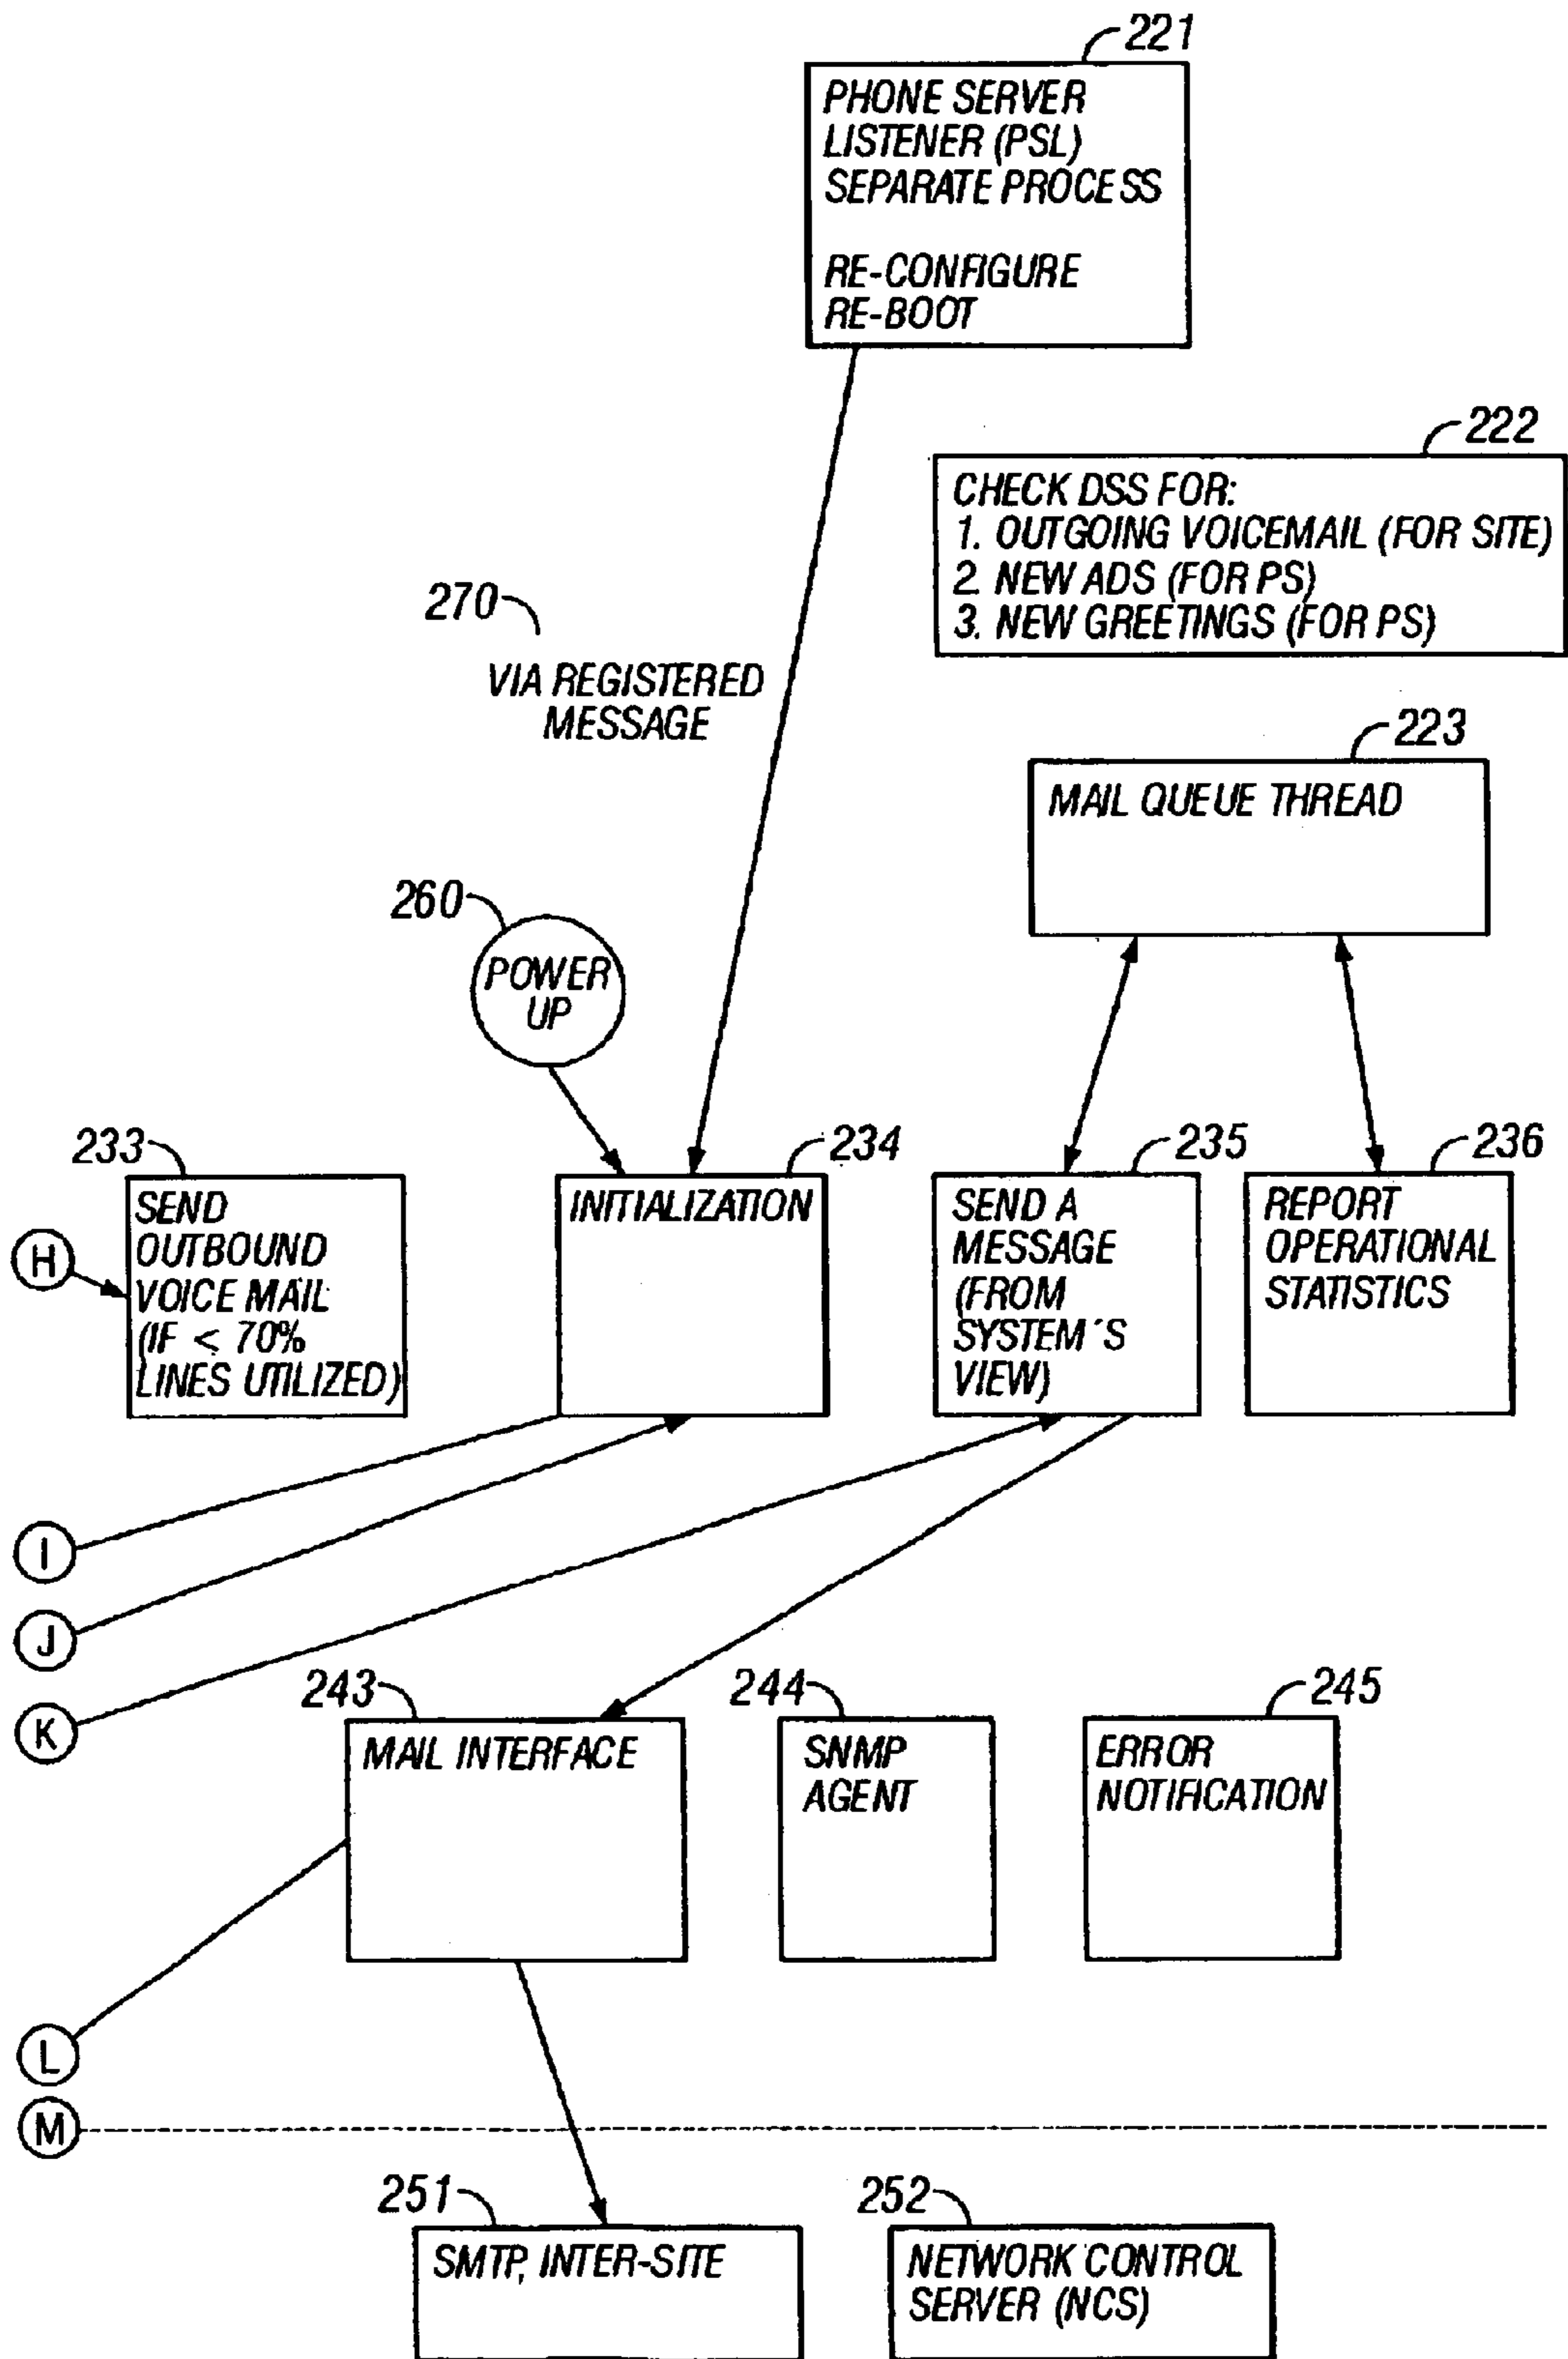 221
PHONE SERVER
LISTENER (PSL)
SEPARATE PROCESS
RE-CONFIGURE
RE-BOOT
222
CHECK DSS FOR:
1. OUTGOING VOICEMAIL (FOR SITE)
2. NEW ADS (FOR PS)
3. NEW GREETINGS (FOR PS)
270
VIA REGISTERED
MESSAGE
223
MAIL QUEUE THREAD
260
POWER
UP
233
SEND
OUTBOUND
VOICE MAIL
(IF < 70%
LINES UTILIZED)
H
234
INITIALIZATION
235
SEND A
MESSAGE
(FROM
SYSTEM'S
VIEW)
236
REPORT
OPERATIONAL
STATISTICS
I
J
K
243
MAIL INTERFACE
244
SNMP
AGENT
245
ERROR
NOTIFICATION
L
M
251
SMTP, INTER-SITE
252
NETWORK CONTROL
SERVER (NCS)